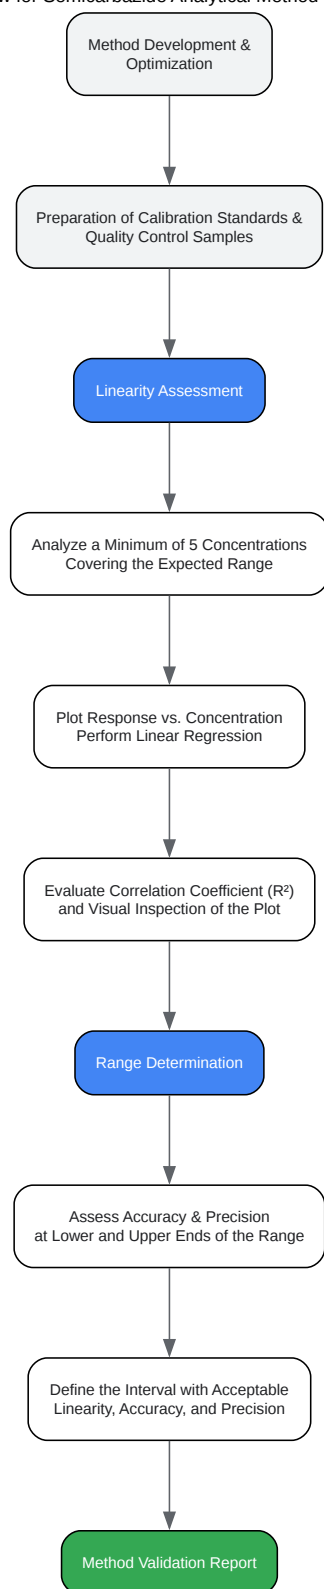 for Semicarbazide Analytical Method
Method Development &
Optimization
Preparation of Calibration Standards &
Quality Control Samples
Linearity Assessment
Analyze a Minimum of 5 Concentrations
Covering the Expected Range
Plot Response vs. Concentration
Perform Linear Regression
Evaluate Correlation Coefficient (R²)
and Visual Inspection of the Plot
Range Determination
Assess Accuracy & Precision
at Lower and Upper Ends of the Range
Define the Interval with Acceptable
Linearity, Accuracy, and Precision
Method Validation Report